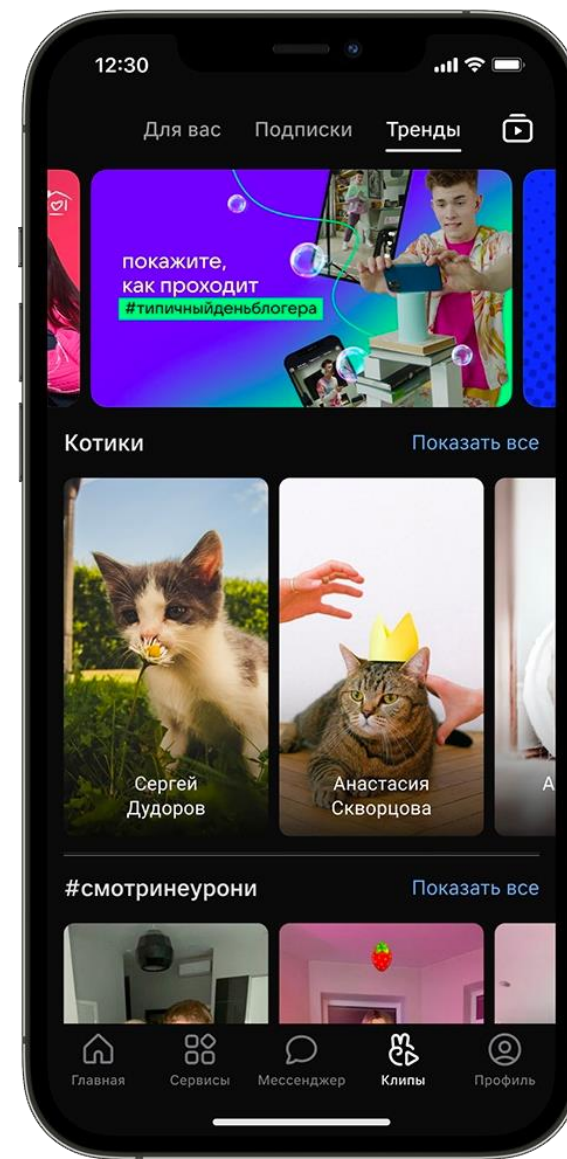 12:30
Для вас Подписки Тренды
покажите,
как проходит
#типичныйденьблогера
Котики Показать все
Сергей
Дудоров
Анастасия
Скворцова
А
#смотринеурони Показать все
Главная Сервисы Мессенджер Клипы Профиль